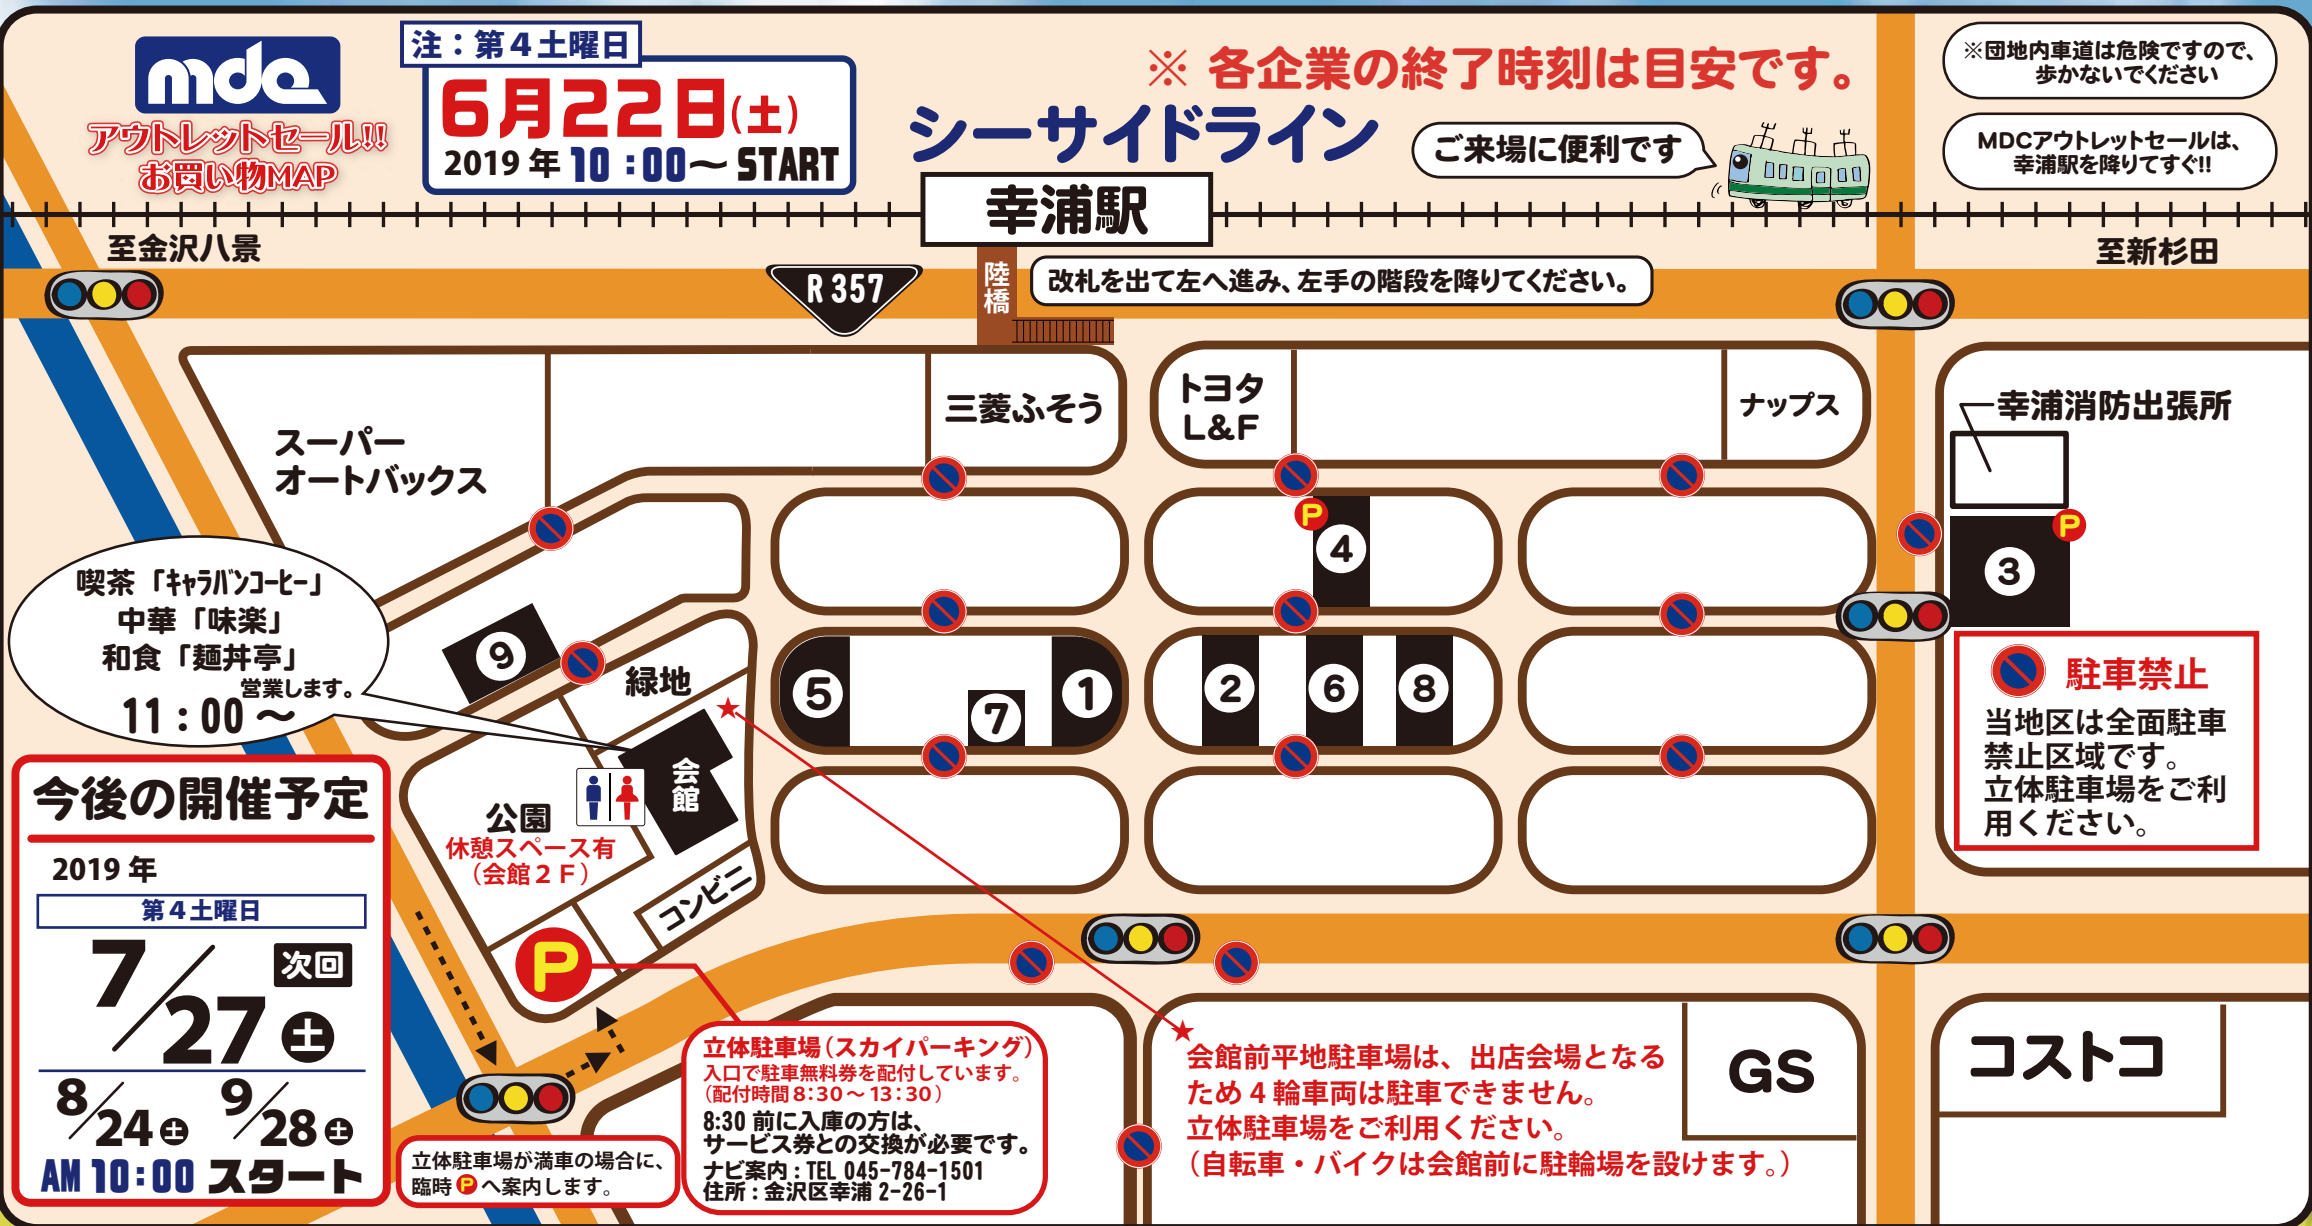 mdc
アウトレットセール!!
お買い物MAP
注：第４土曜日
6月22日(土)
2019 年 10：00～ START
※ 各企業の終了時刻は目安です。
シーサイドライン
ご来場に便利です
※団地内車道は危険ですので、
歩かないでください
MDCアウトレットセールは、
幸浦駅を降りてすぐ!!
幸浦駅
至金沢八景
至新杉田
R 357
陸橋
改札を出て左へ進み、左手の階段を降りてください。
スーパー
オートバックス
三菱ふそう
トヨタ
L&F
ナップス
幸浦消防出張所
P
4
P
3
喫茶「キャラバンコーヒー」
中華「味楽」
和食「麺丼亭」
営業します。
11：00～
9
緑地
5
7
1
2
6
8
駐車禁止
当地区は全面駐車
禁止区域です。
立体駐車場をご利
用ください。
会館
公園
休憩スペース有
（会館２Ｆ）
コンビニ
P
今後の開催予定
2019 年
第４土曜日
7/27 土
次回
8/24 土 9/28 土
AM 10：00 スタート
立体駐車場が満車の場合に、
臨時 P へ案内します。
立体駐車場（スカイパーキング）
入口で駐車無料券を配付しています。
（配付時間 8：30～ 13：30）
8:30 前に入庫の方は、
サービス券との交換が必要です。
ナビ案内：TEL 045-784-1501
住所：金沢区幸浦 2-26-1
★
会館前平地駐車場は、出店会場となる
ため 4 輪車両は駐車できません。
立体駐車場をご利用ください。
（自転車・バイクは会館前に駐輪場を設けます。）
GS
コストコ